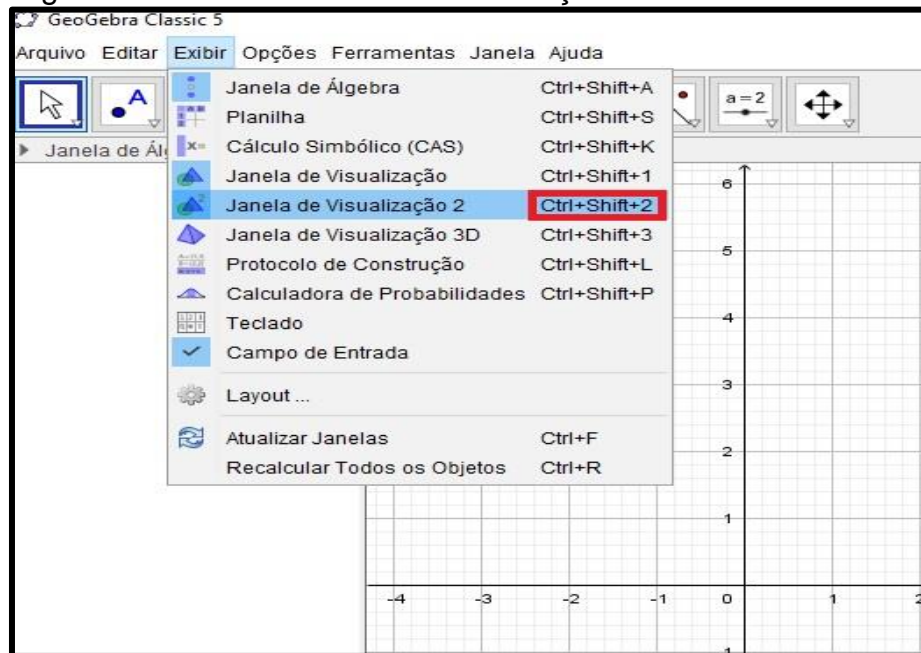 GeoGebra Classic 5
Arquivo Editar Exibir Opções Ferramentas Janela Ajuda
Janela de Álgebra Ctrl+Shift+A
Planilha Ctrl+Shift+S
Cálculo Simbólico (CAS) Ctrl+Shift+K
Janela de Visualização Ctrl+Shift+1
Janela de Visualização 2 Ctrl+Shift+2
Janela de Visualização 3D Ctrl+Shift+3
Protocolo de Construção Ctrl+Shift+L
Calculadora de Probabilidades Ctrl+Shift+P
Teclado
Campo de Entrada
Layout ...
Atualizar Janelas Ctrl+F
Recalcular Todos os Objetos Ctrl+R
A
a=2
Janela de Ál
6
5
4
3
2
1
-4 -3 -2 -1 0 1 2